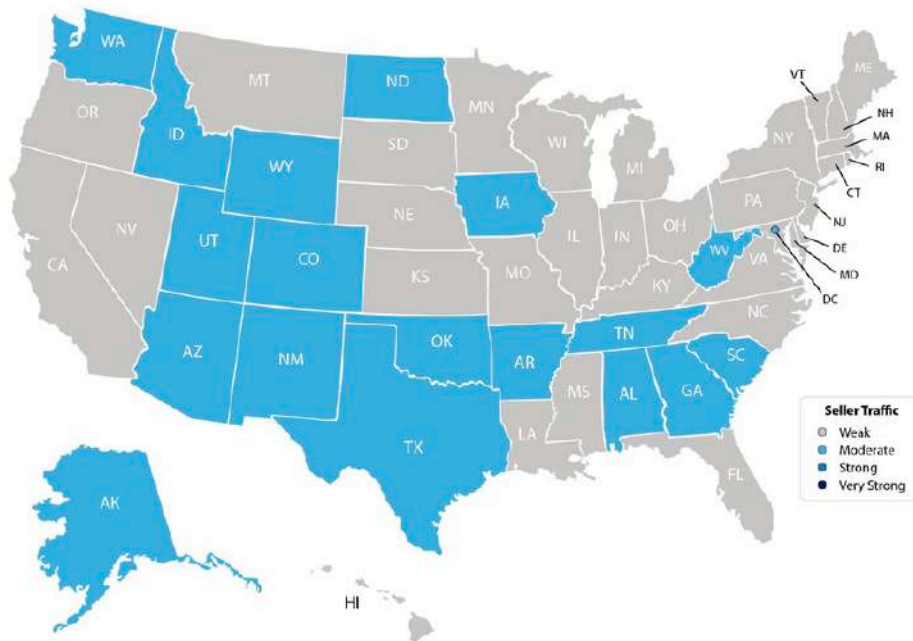 WA
MT
ND
MN
VT
ME
OR
ID
SD
WI
NY
NH
MA
WY
MI
RI
CT
NV
NE
IA
PA
NJ
UT
CO
IL
IN
OH
WV
VA
DE
MD
DC
CA
KS
MO
KY
AZ
NM
OK
AR
TN
NC
SC
TX
LA
MS
AL
GA
FL
AK
HI
Seller Traffic
Weak
Moderate
Strong
Very Strong